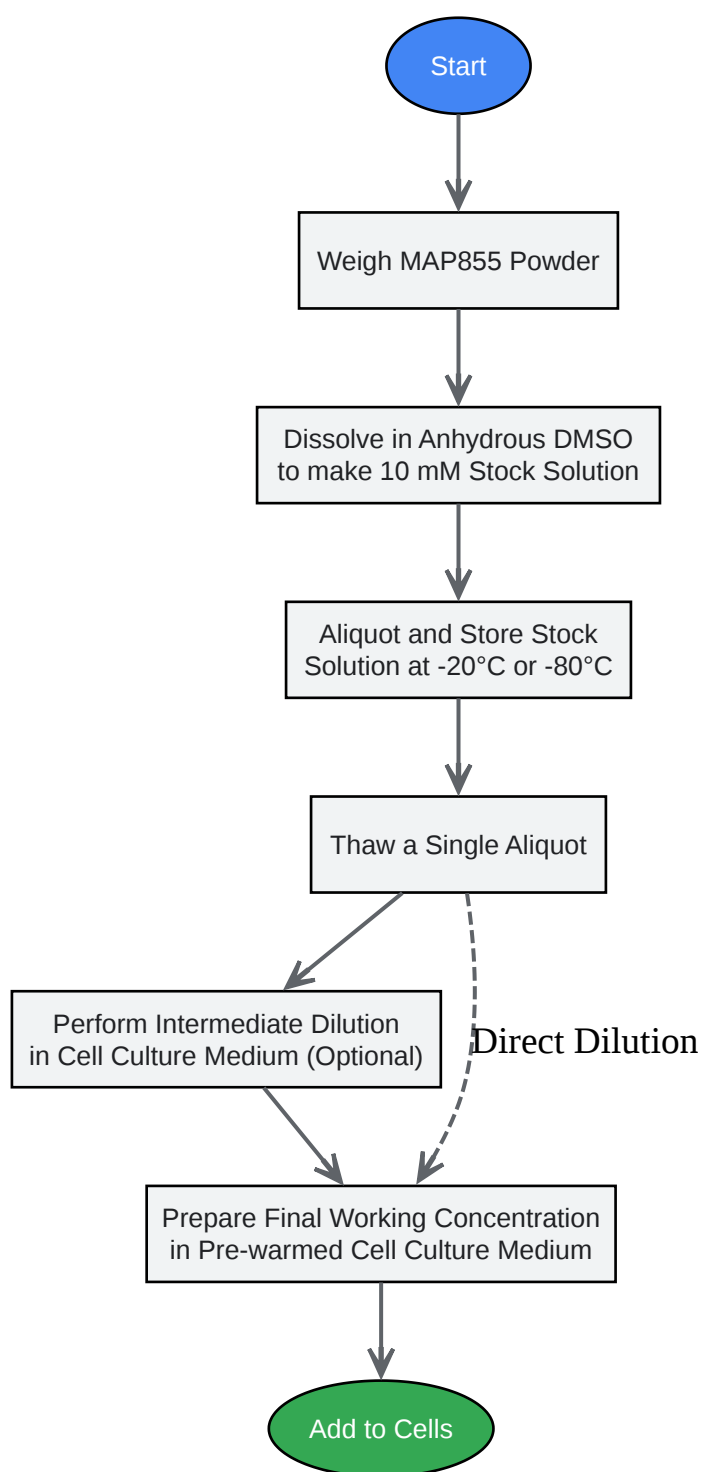 Start
Weigh MAP855 Powder
Dissolve in Anhydrous DMSO
to make 10 mM Stock Solution
Aliquot and Store Stock
Solution at -20°C or -80°C
Thaw a Single Aliquot
Perform Intermediate Dilution
in Cell Culture Medium (Optional)
Direct Dilution
Prepare Final Working Concentration
in Pre-warmed Cell Culture Medium
Add to Cells